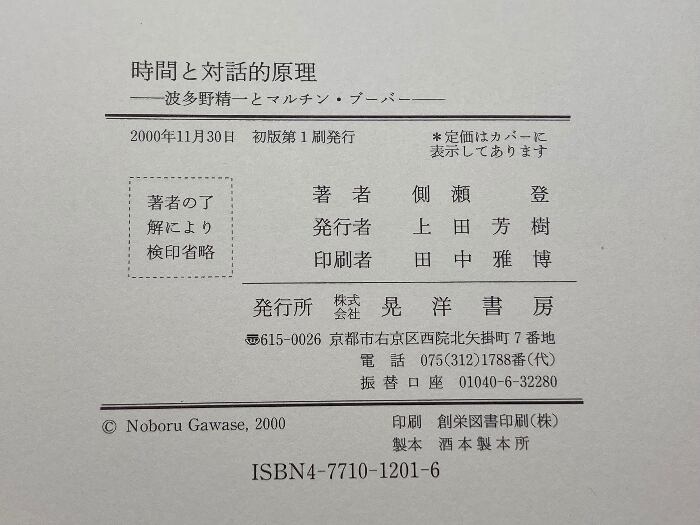 時間と対話的原理
――波多野精一とマルチン・ブーバー――
2000年11月30日 初版第1刷発行
*定価はカバーに
表示してあります
著者の了
解により
検印省略
著者 側瀬 登
発行者 上田芳樹
印刷者 田中雅博
発行所 株式会社 晃洋書房
〠615-0026 京都市右京区西院北矢掛町7番地
電話 075(312)1788番(代)
振替口座 01040-6-32280
© Noboru Gawase, 2000
印刷 創栄図書印刷(株)
製本 酒本製本所
ISBN4-7710-1201-6